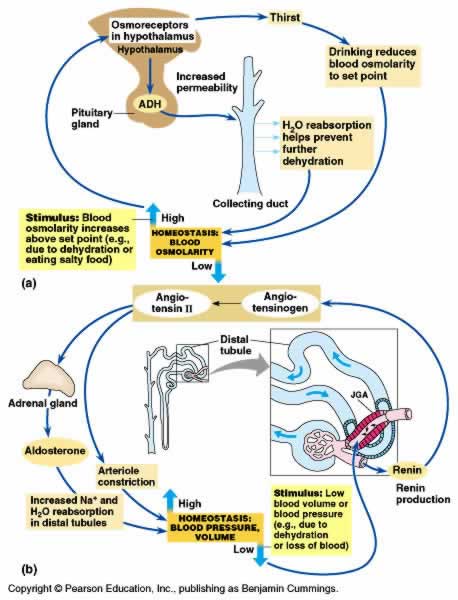 (a)
Osmoreceptors
in hypothalamus
Hypothalamus
Thirst
Drinking reduces
blood osmolarity
to set point
Increased
permeability
ADH
Pituitary
gland
H₂O reabsorption
helps prevent
further
dehydration
Collecting duct
Stimulus: Blood
osmolarity increases
above set point (e.g.,
due to dehydration or
eating salty food)
High
HOMEOSTASIS:
BLOOD
OSMOLARITY
Low
(b)
Angio-
tensin II
Angio-
tensinogen
Distal
tubule
JGA
Adrenal gland
Aldosterone
Arteriole
constriction
Renin
Renin
production
Increased Na⁺ and
H₂O reabsorption
in distal tubules
High
HOMEOSTASIS:
BLOOD PRESSURE,
VOLUME
Low
Stimulus: Low
blood volume or
blood pressure
(e.g., due to
dehydration
or loss of blood)
Copyright © Pearson Education, Inc., publishing as Benjamin Cummings.